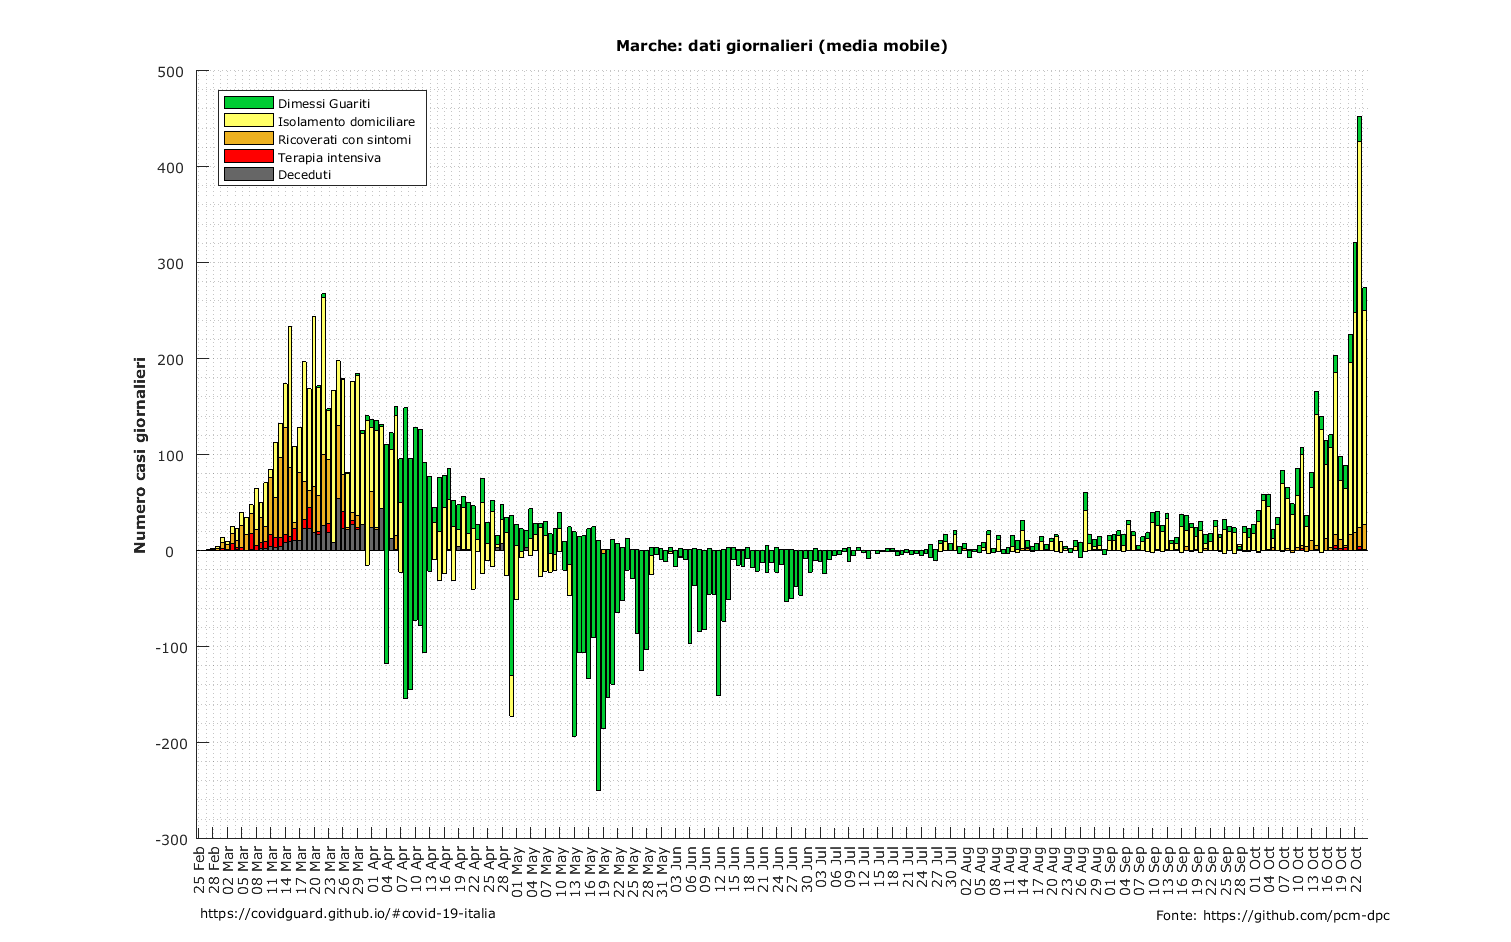 Marche: dati giornalieri (media mobile)
Numero casi giornalieri
500
400
300
200
100
0
-100
-200
-300
Dimessi Guariti
Isolamento domiciliare
Ricoverati con sintomi
Terapia intensiva
Deceduti
25 Feb
28 Feb
02 Mar
05 Mar
08 Mar
11 Mar
14 Mar
17 Mar
20 Mar
23 Mar
26 Mar
29 Mar
01 Apr
04 Apr
07 Apr
10 Apr
13 Apr
16 Apr
19 Apr
22 Apr
25 Apr
28 Apr
01 May
04 May
07 May
10 May
13 May
16 May
19 May
22 May
25 May
28 May
31 May
03 Jun
06 Jun
09 Jun
12 Jun
15 Jun
18 Jun
21 Jun
24 Jun
27 Jun
30 Jun
03 Jul
06 Jul
09 Jul
12 Jul
15 Jul
18 Jul
21 Jul
24 Jul
27 Jul
30 Jul
02 Aug
05 Aug
08 Aug
11 Aug
14 Aug
17 Aug
20 Aug
23 Aug
26 Aug
29 Aug
01 Sep
04 Sep
07 Sep
10 Sep
13 Sep
16 Sep
19 Sep
22 Sep
25 Sep
28 Sep
01 Oct
04 Oct
07 Oct
10 Oct
13 Oct
16 Oct
19 Oct
22 Oct
https://covidguard.github.io/#covid-19-italia
Fonte: https://github.com/pcm-dpc